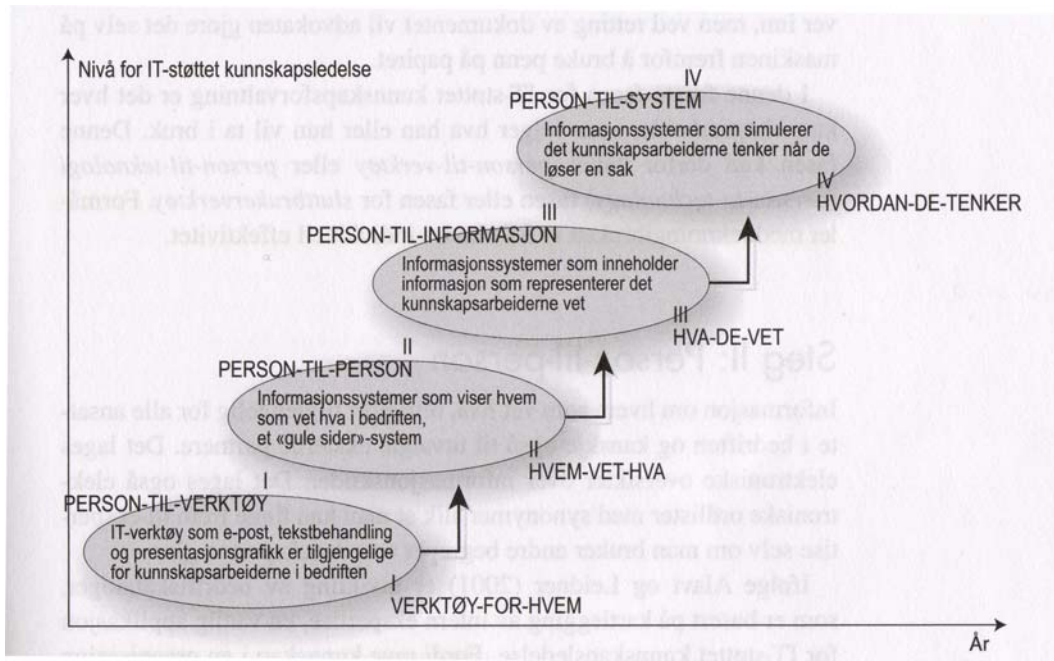 Nivå for IT-støttet kunnskapsledelse
IV
PERSON-TIL-SYSTEM
Informasjonssystemer som simulerer
det kunnskapsarbeiderne tenker når de
løser en sak
IV
HVORDAN-DE-TENKER
III
PERSON-TIL-INFORMASJON
Informasjonssystemer som inneholder
informasjon som representerer det
kunnskapsarbeiderne vet
III
HVA-DE-VET
II
PERSON-TIL-PERSON
Informasjonssystemer som viser hvem
som vet hva i bedriften,
et «gule sider»-system
II
HVEM-VET-HVA
I
PERSON-TIL-VERKTØY
IT-verktøy som e-post, tekstbehandling
og presentasjonsgrafikk er tilgjengelige
for kunnskapsarbeiderne i bedriften
I
VERKTØY-FOR-HVEM
År